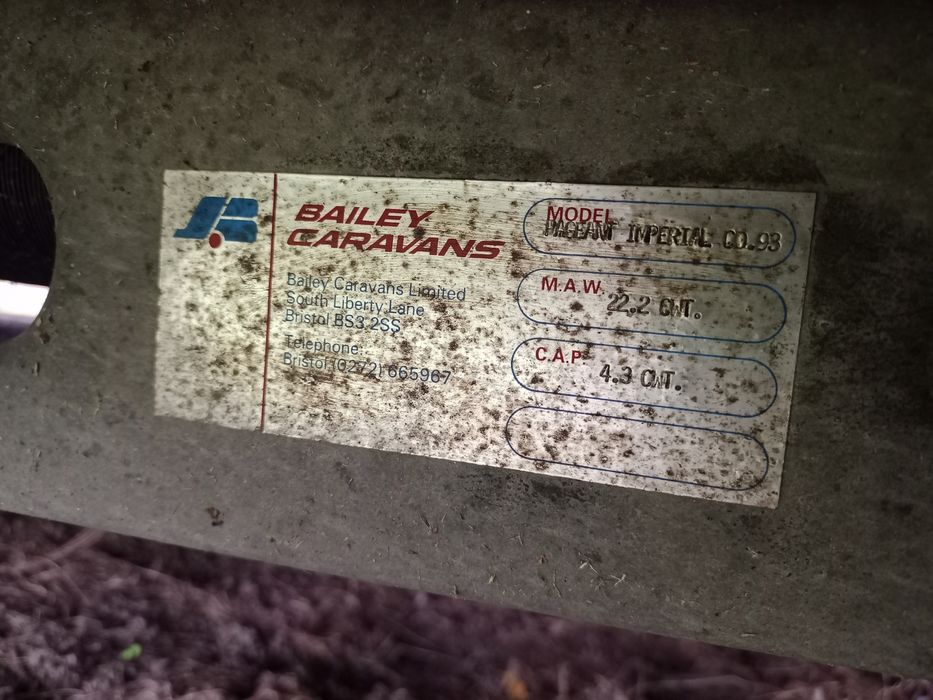 BAILEY
CARAVANS
Bailey Caravans Limited
South Liberty Lane
Bristol BS3 2SS
Telephone:
Bristol (0272) 665967
MODEL
PAGEANT IMPERIAL CD.93
M.A.W.
22.2 CWT.
C.A.P.
4.3 CWT.